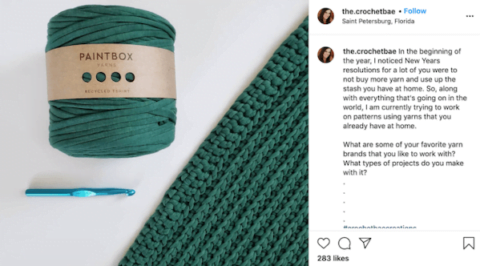 PAINTBOX
YARNS
RECYCLED T-YARN
the.crochetbae • Follow
Saint Petersburg, Florida
the.crochetbae In the beginning of
the year, I noticed New Years
resolutions for a lot of you were to
not buy more yarn and use up the
stash you have at home. So, along
with everything that's going on in the
world, I am currently trying to work
on patterns using yarns that you
already have at home.
What are some of your favorite yarn
brands that you like to work with?
What types of projects do you make
with it?
.
.
.
.
.
283 likes